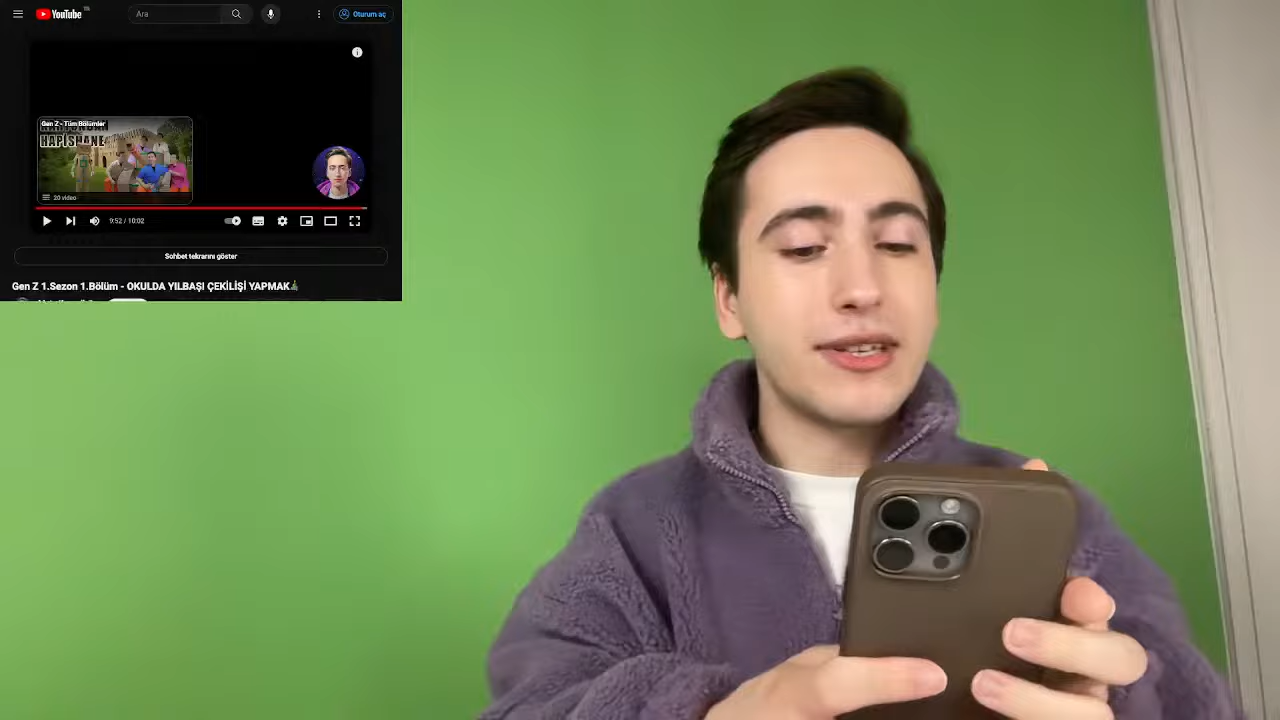 YouTube TR
Ara
Oturum aç
Gen Z - Tüm Bölümler
HAPİSHANE
20 video
9:52 / 10:02
Sohbet tekrarını göster
Gen Z 1.Sezon 1.Bölüm - OKULDA YILBAŞI ÇEKİLİŞİ YAPMAK🎄